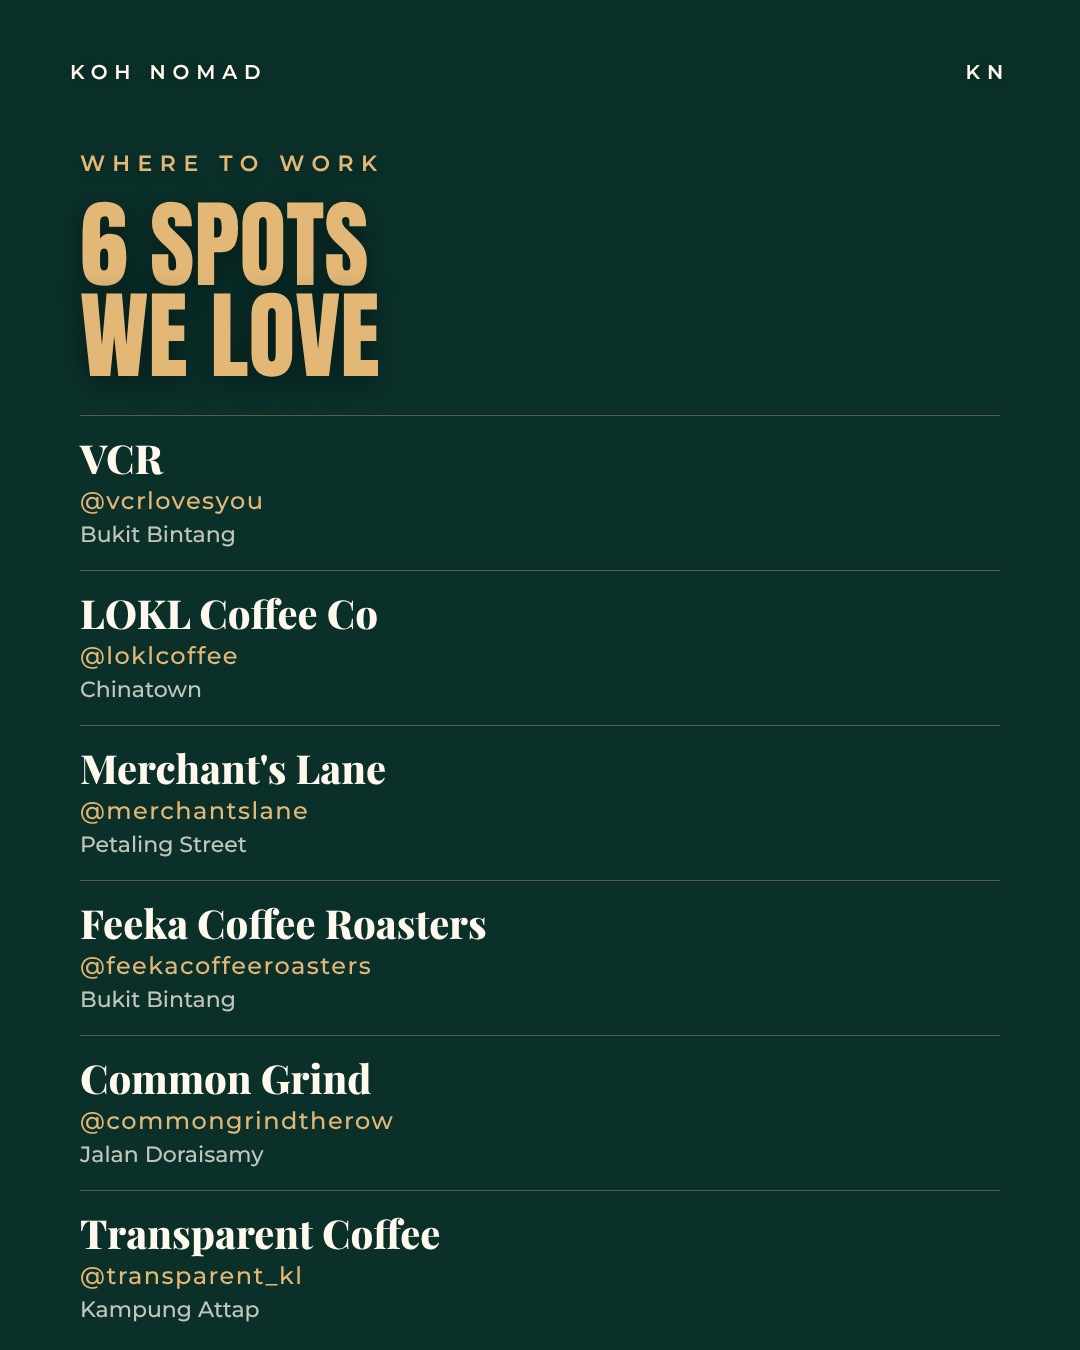 KOH NOMAD
KN
WHERE TO WORK
6 SPOTS
WE LOVE
VCR
@vcrlovesyou
Bukit Bintang
LOKL Coffee Co
@loklcoffee
Chinatown
Merchant's Lane
@merchantslane
Petaling Street
Feeka Coffee Roasters
@feekacoffeeroasters
Bukit Bintang
Common Grind
@commongrindtherow
Jalan Doraisamy
Transparent Coffee
@transparent_kl
Kampung Attap